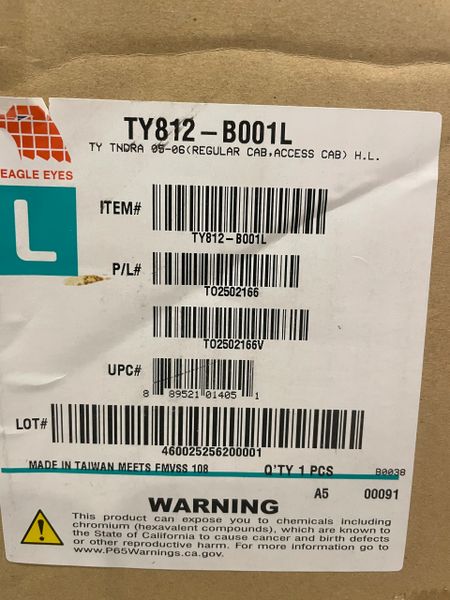 TY812-B001L
TY TNDRA 05-06(REGULAR CAB,ACCESS CAB) H.L.
EAGLE EYES
L
ITEM#
TY812-B001L
P/L#
TO2502166
TO2502166V
UPC#
8 89521 01405 1
LOT#
460025256200001
MADE IN TAIWAN MEETS FMVSS 108 Q'TY 1 PCS B0038
A5 00091
WARNING
This product can expose you to chemicals including
chromium (hexavalent compounds), which are known to
the State of California to cause cancer and birth defects
or other reproductive harm. For more information go to
www.P65Warnings.ca.gov.